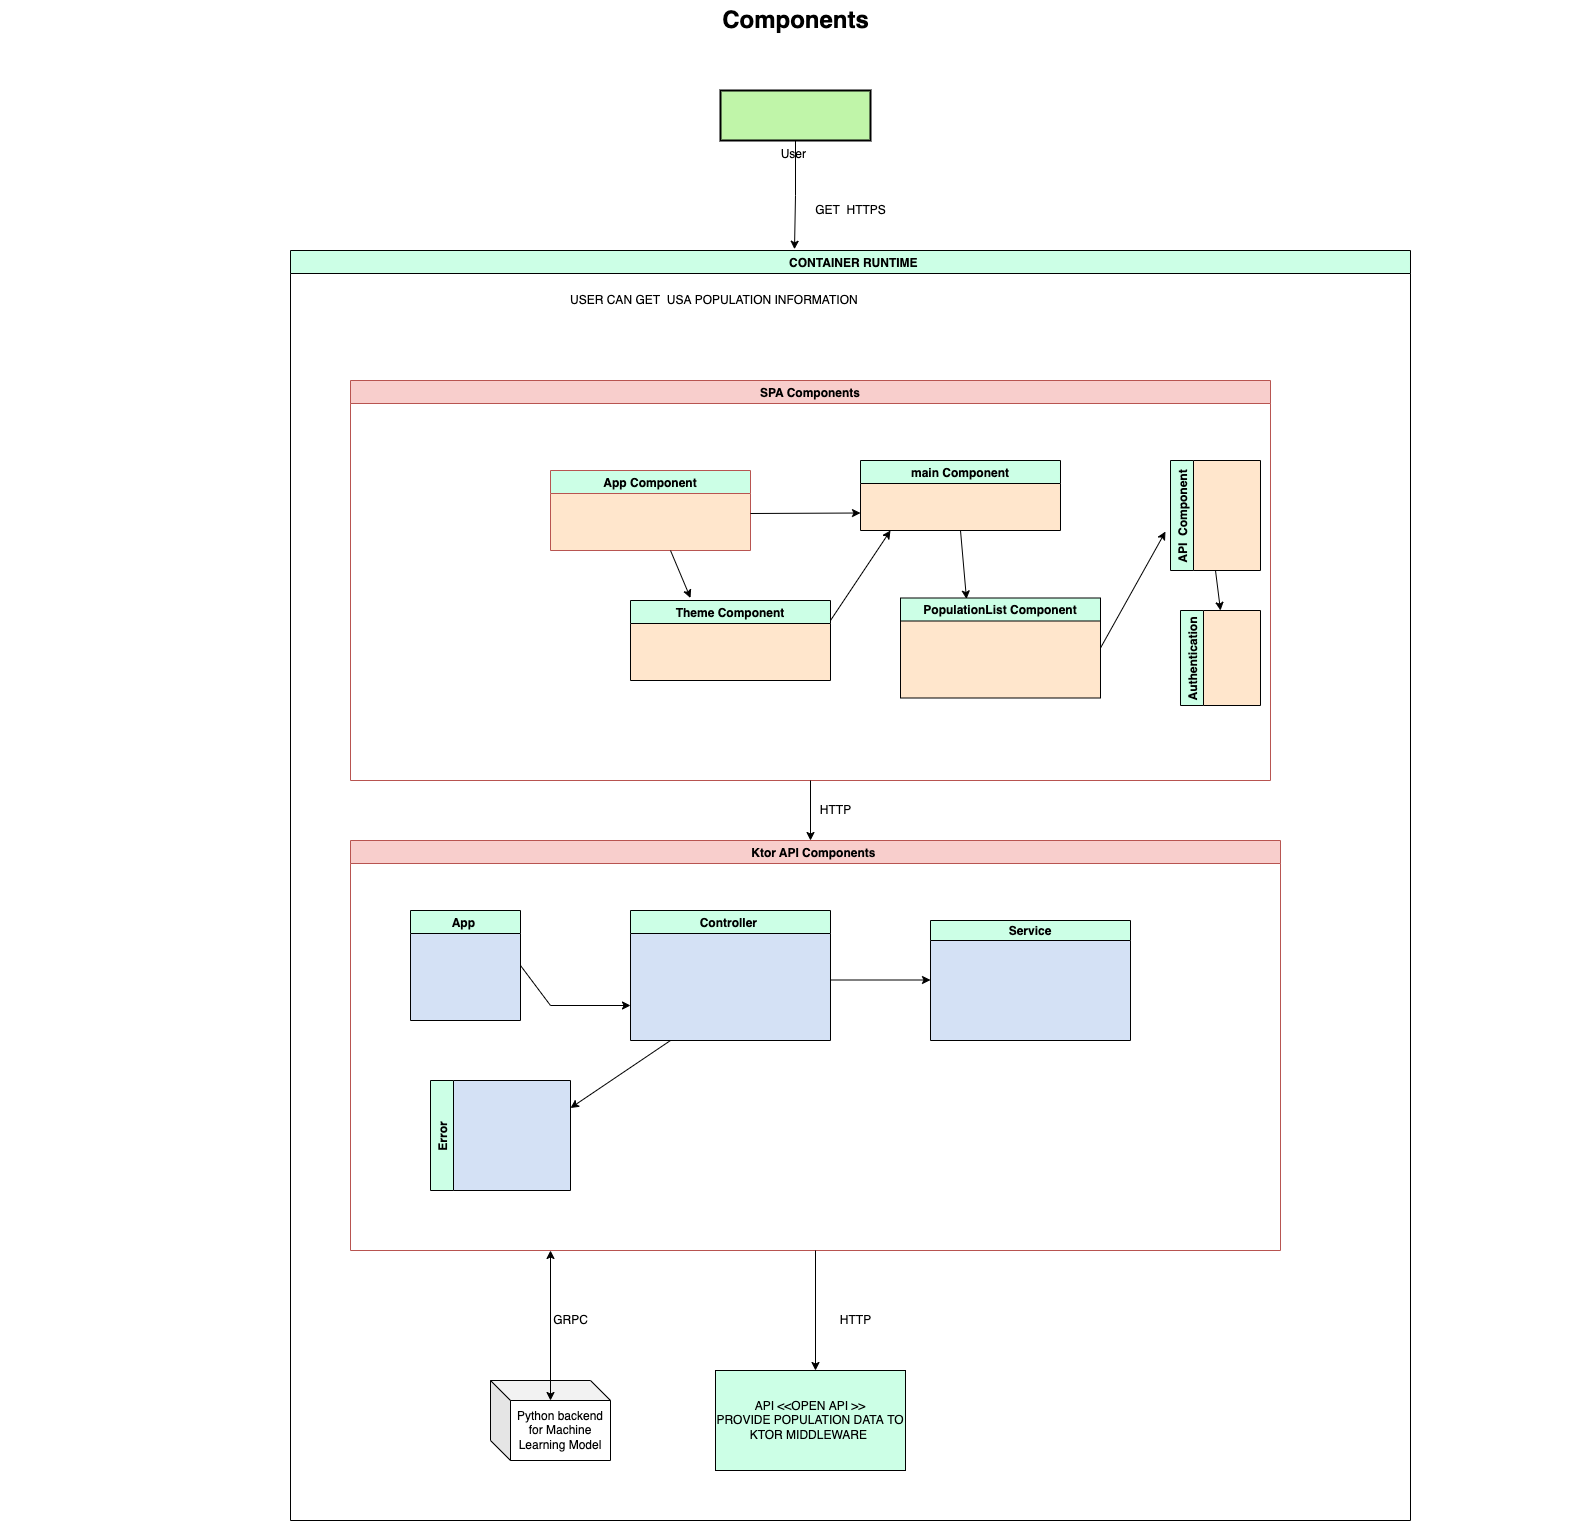 Components
User
GET  HTTPS
CONTAINER RUNTIME
USER CAN GET  USA POPULATION INFORMATION
SPA Components
App Component
main Component
API  Component
Theme Component
PopulationList Component
Authentication
HTTP
Ktor API Components
App
Controller
Service
Error
GRPC
HTTP
Python backend
for Machine
Learning Model
API <<OPEN API >>
PROVIDE POPULATION DATA TO
KTOR MIDDLEWARE